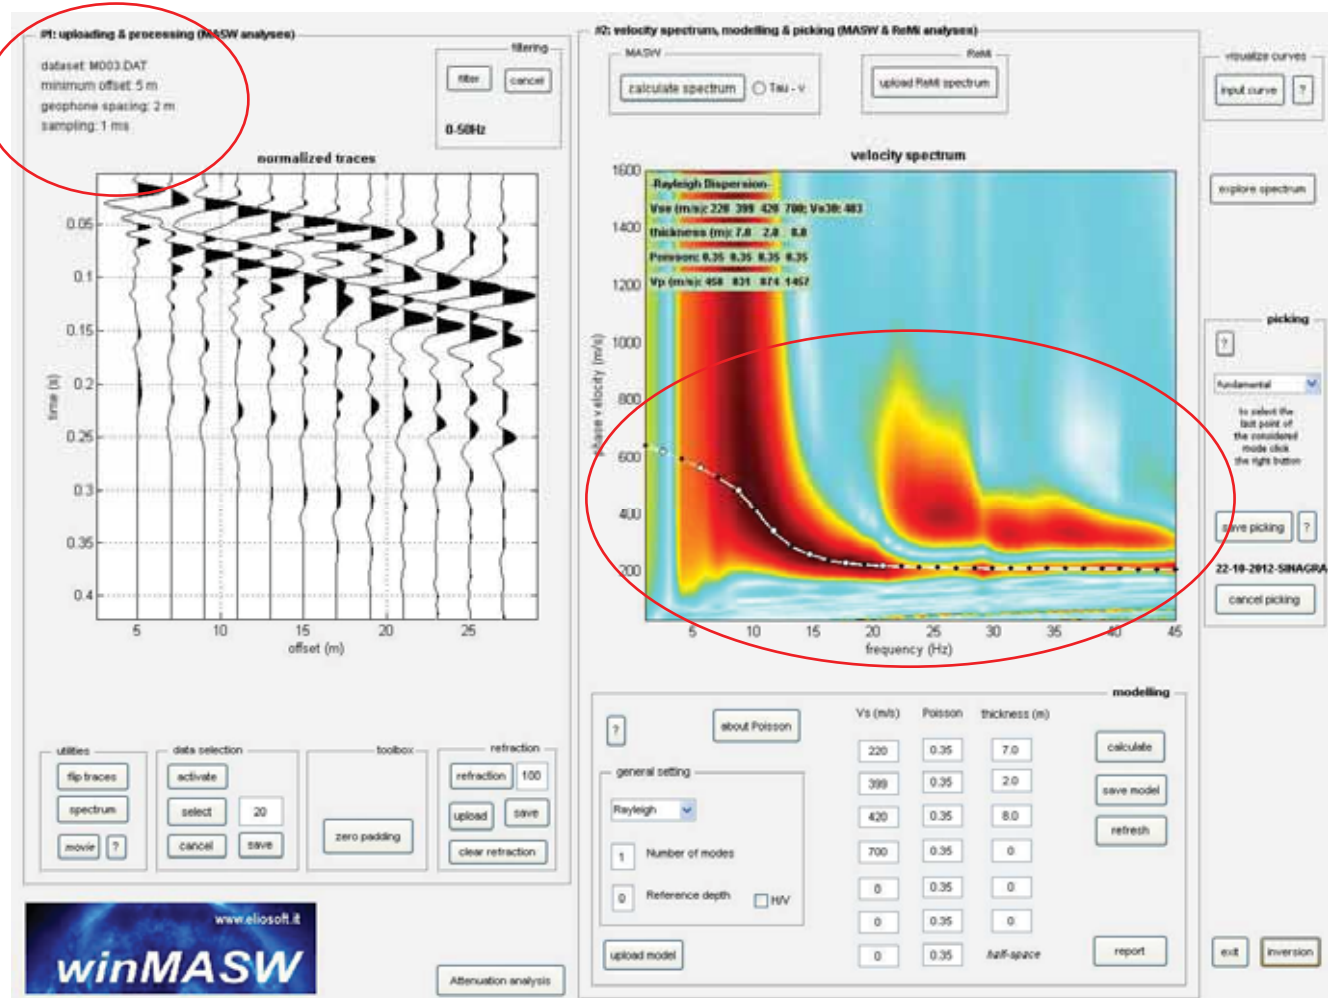 #1: uploading & processing (MASW analyses)
dataset: M003.DAT
minimum offset: 5 m
geophone spacing: 2 m
sampling: 1 ms
filtering
filter
cancel
0-50Hz
normalized traces
0.05
0.1
0.15
0.2
0.25
0.3
0.35
0.4
time (s)
5 10 15 20 25
offset (m)
utilities
flip traces
spectrum
movie ?
data selection
activate
select 20
cancel save
toolbox
zero padding
refraction
refraction 100
upload save
clear refraction
www.eliosoft.it
winMASW
Attenuation analysis
#2: velocity spectrum, modelling & picking (MASW & ReMi analyses)
MASW
calculate spectrum Tau - v
ReMi
upload ReMi spectrum
velocity spectrum
-Rayleigh Dispersion-
Vse (m/s): 220 399 420 700; Vs30: 403
thickness (m): 7.0 2.0 8.0
Poisson: 0.35 0.35 0.35 0.35
Vp (m/s): 458 831 874 1457
1600
1400
1200
1000
800
600
400
200
phase velocity (m/s)
5 10 15 20 25 30 35 40 45
frequency (Hz)
modelling
?
about Poisson
general setting
Rayleigh
1 Number of modes
0 Reference depth H/V
upload model
Vs (m/s) Poisson thickness (m)
220 0.35 7.0
399 0.35 2.0
420 0.35 8.0
700 0.35 0
0 0.35 0
0 0.35 0
0 0.35 half-space
calculate
save model
refresh
report
visualize curves
input curve ?
explore spectrum
picking
?
fundamental
to select the
last point of
the considered
mode click
the right button
save picking ?
22-10-2012-SINAGRA
cancel picking
exit
inversion